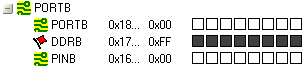 PORTB
PORTB 0x18... 0x00
DDRB 0x17... 0xFF
PINB 0x16... 0x00